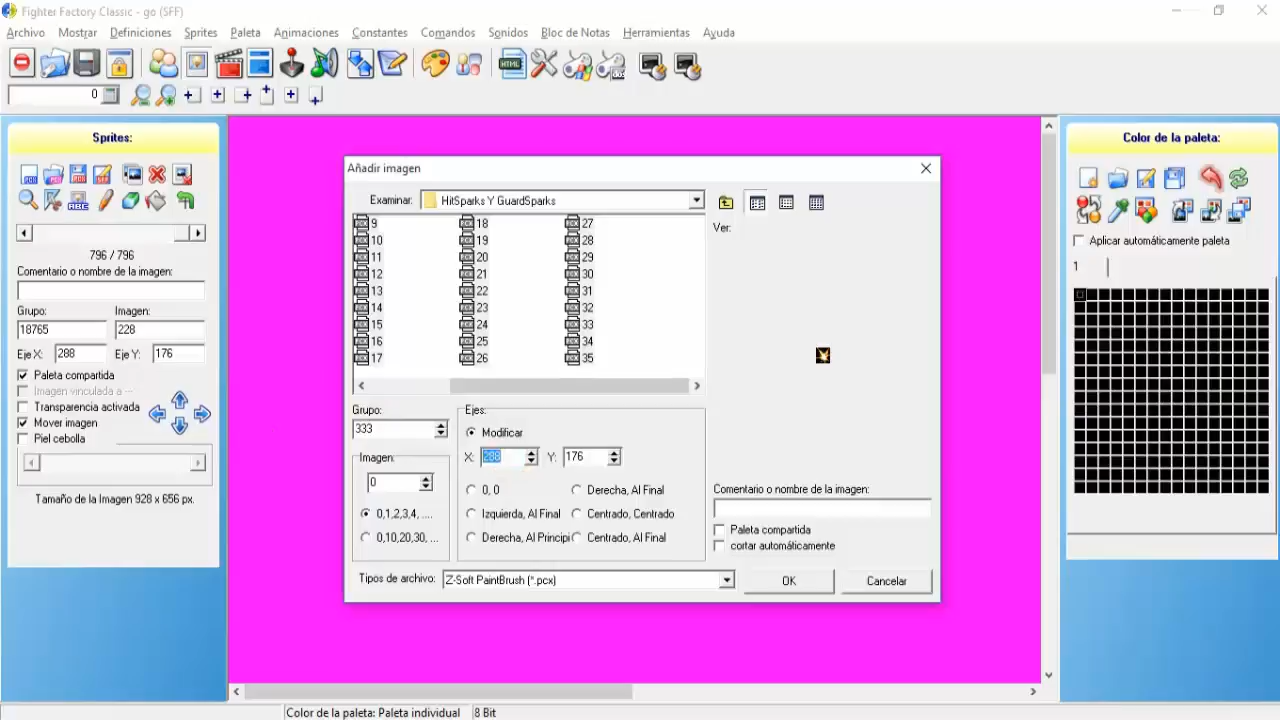 Fighter Factory Classic - go (SFF)
Archivo Mostrar Definiciones Sprites Paleta Animaciones Constantes Comandos Sonidos Bloc de Notas Herramientas Ayuda
0
Sprites:
796 / 796
Comentario o nombre de la imagen:
Grupo: Imagen:
18765 228
Eje X: 288 Eje Y: 176
Paleta compartida
Imagen vinculada a --
Transparencia activada
Mover imagen
Piel cebolla
Tamaño de la Imagen 928 x 656 px.
Añadir imagen
Examinar: HitSparks Y GuardSparks
9 18 27
10 19 28
11 20 29
12 21 30
13 22 31
14 23 32
15 24 33
16 25 34
17 26 35
Ver:
Grupo:
333
Imagen:
0
0,1,2,3,4, ....
0,10,20,30, ...
Ejes:
Modificar
X: 288 Y: 176
0, 0 Derecha, Al Final
Izquierda, Al Final Centrado, Centrado
Derecha, Al Principi Centrado, Al Final
Comentario o nombre de la imagen:
Paleta compartida
cortar automáticamente
Tipos de archivo: Z-Soft PaintBrush (*.pcx)
OK Cancelar
Color de la paleta:
Aplicar automáticamente paleta
1
Color de la paleta: Paleta individual 8 Bit